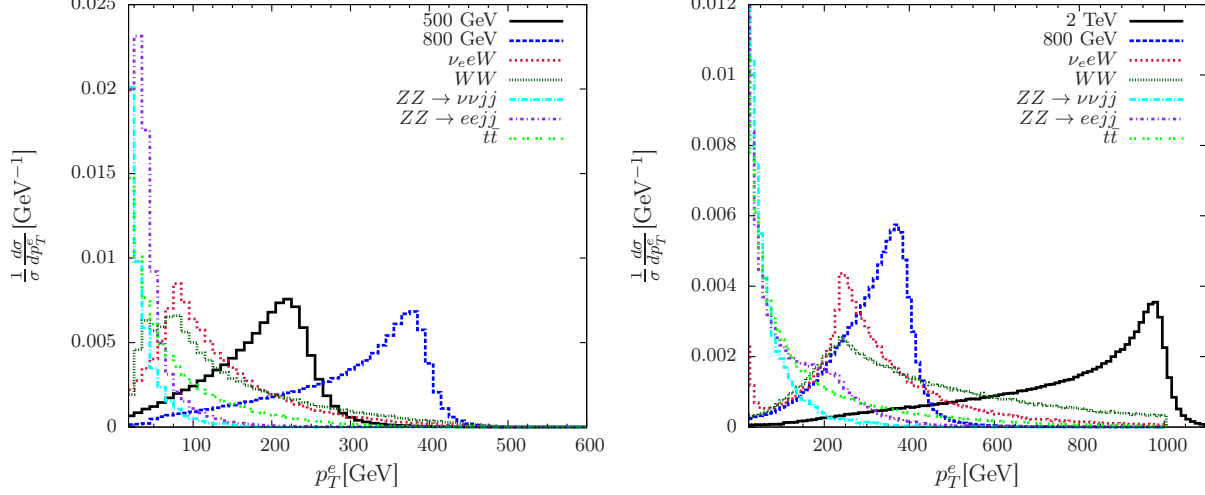 0.025
0.02
0.015
0.01
0.005
0
100 200 300 400 500 600
p_T^e[GeV]
1/σ dσ/dp_T^e [GeV⁻¹]
500 GeV
800 GeV
ν_e e W
WW
ZZ → ννjj
ZZ → eejj
tt̄
0.012
0.01
0.008
0.006
0.004
0.002
0
200 400 600 800 1000
p_T^e[GeV]
1/σ dσ/dp_T^e [GeV⁻¹]
2 TeV
800 GeV
ν_e e W
WW
ZZ → ννjj
ZZ → eejj
tt̄